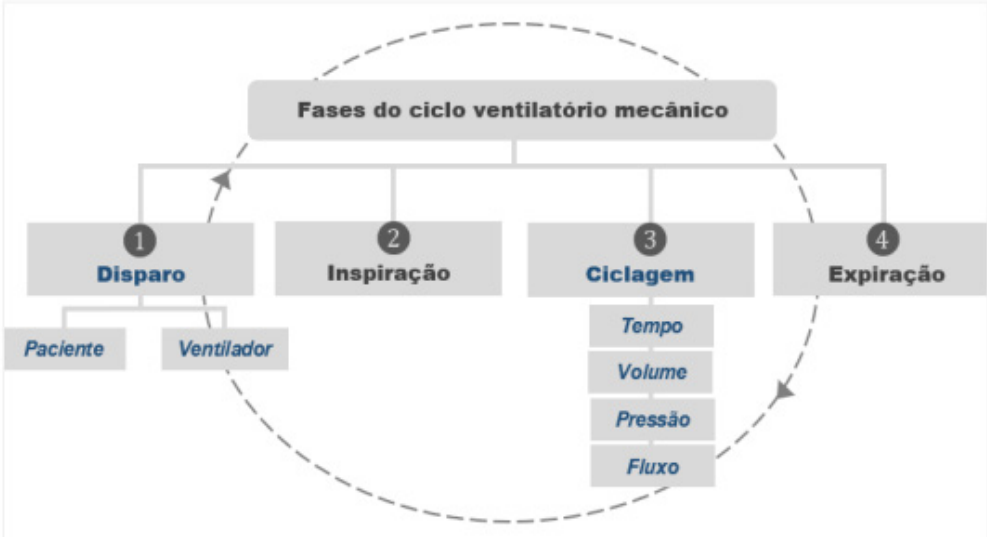 Fases do ciclo ventilatório mecânico
1
Disparo
Paciente
Ventilador
2
Inspiração
3
Ciclagem
Tempo
Volume
Pressão
Fluxo
4
Expiração